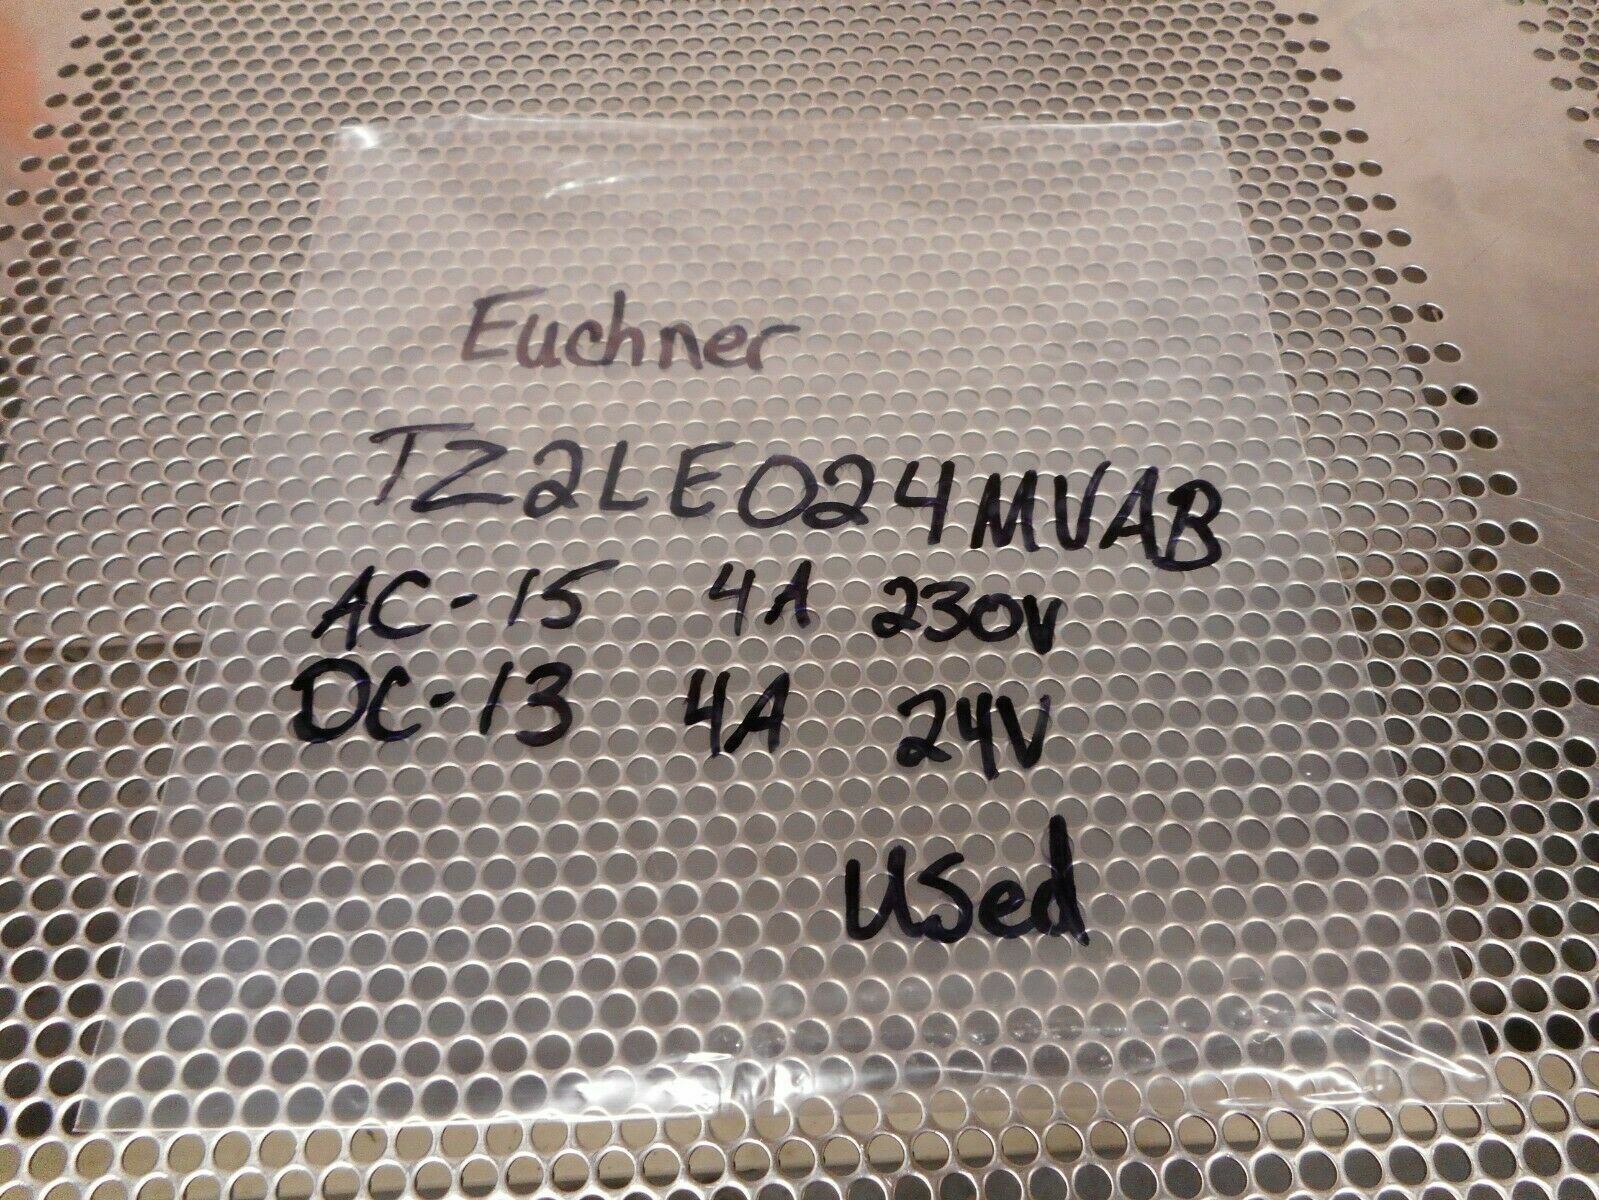 Euchner
TZ2LE024MVAB
AC-15 4A 230V
DC-13 4A 24V
Used